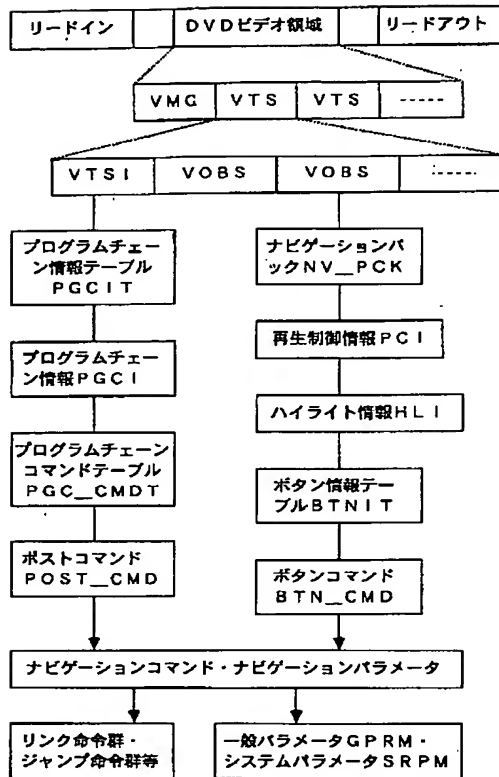 リードイン DVDビデオ領域 リードアウト
VMG VTS VTS -----
VTSI VOBS VOBS -----
プログラムチェー
ン情報テーブル
PGCIT
ナビゲーションパ
ックNV__PCK
プログラムチェー
ン情報PGCI
再生制御情報PCI
ハイライト情報HLI
プログラムチェーン
コマンドテーブル
PGC__CMDT
ボタン情報テー
ブルBTNIT
ポストコマンド
POST__CMD
ボタンコマンド
BTN__CMD
ナビゲーションコマンド・ナビゲーションパラメータ
リンク命令群・
ジャンプ命令群等
一般パラメータGPRM・
システムパラメータSRPM